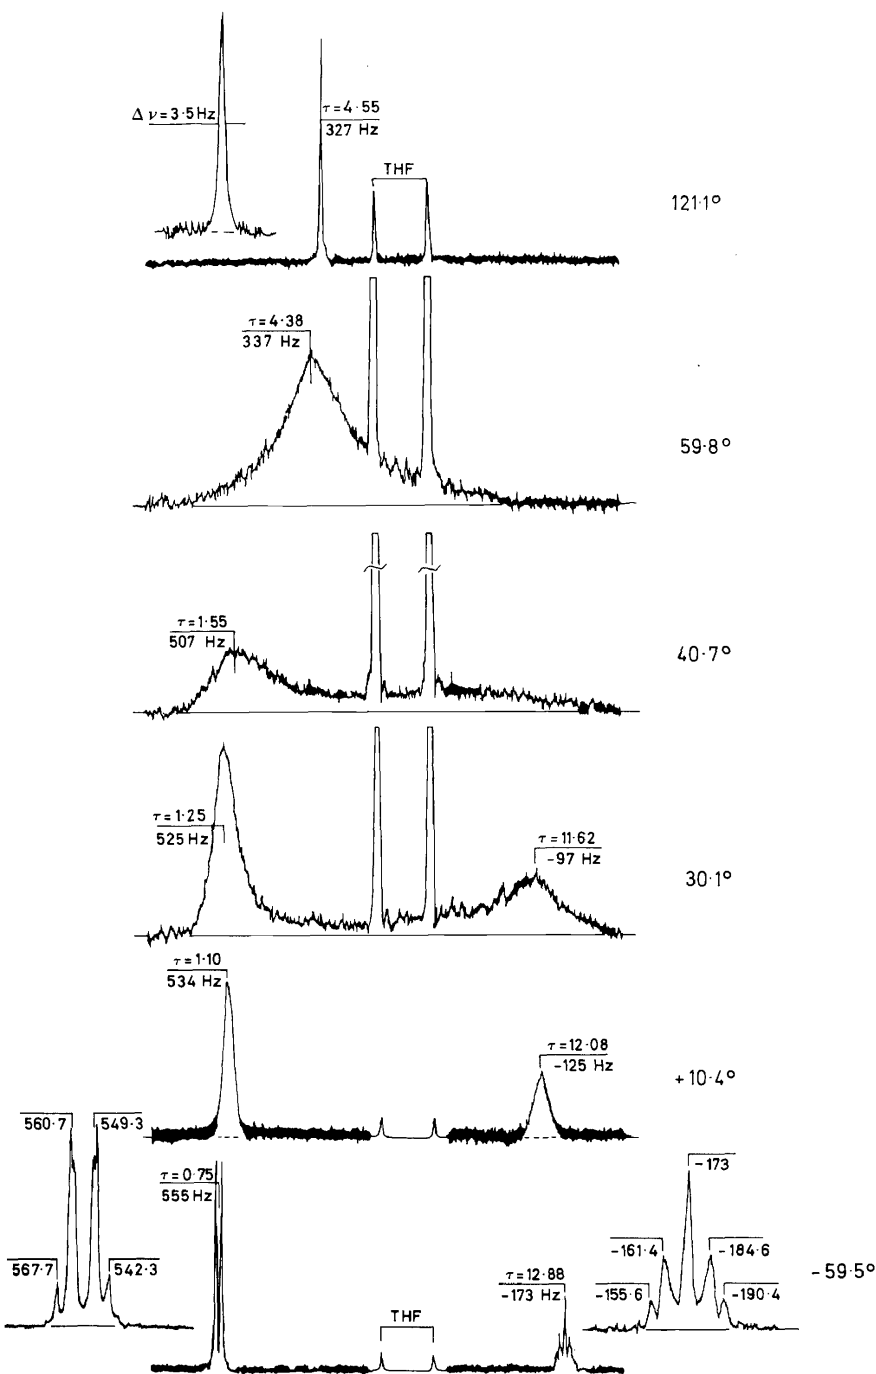 Δ ν=3·5Hz
τ=4·55
327 Hz
THF
121·1°
τ=4·38
337 Hz
59·8°
τ=1·55
507 Hz
40·7°
τ=1·25
525 Hz
τ=11·62
-97 Hz
30·1°
τ=1·10
534 Hz
τ=12·08
-125 Hz
+10·4°
560·7
549·3
567·7
542·3
τ=0·75
555 Hz
THF
τ=12·88
-173 Hz
-173
-161·4
-184·6
-155·6
-190·4
-59·5°